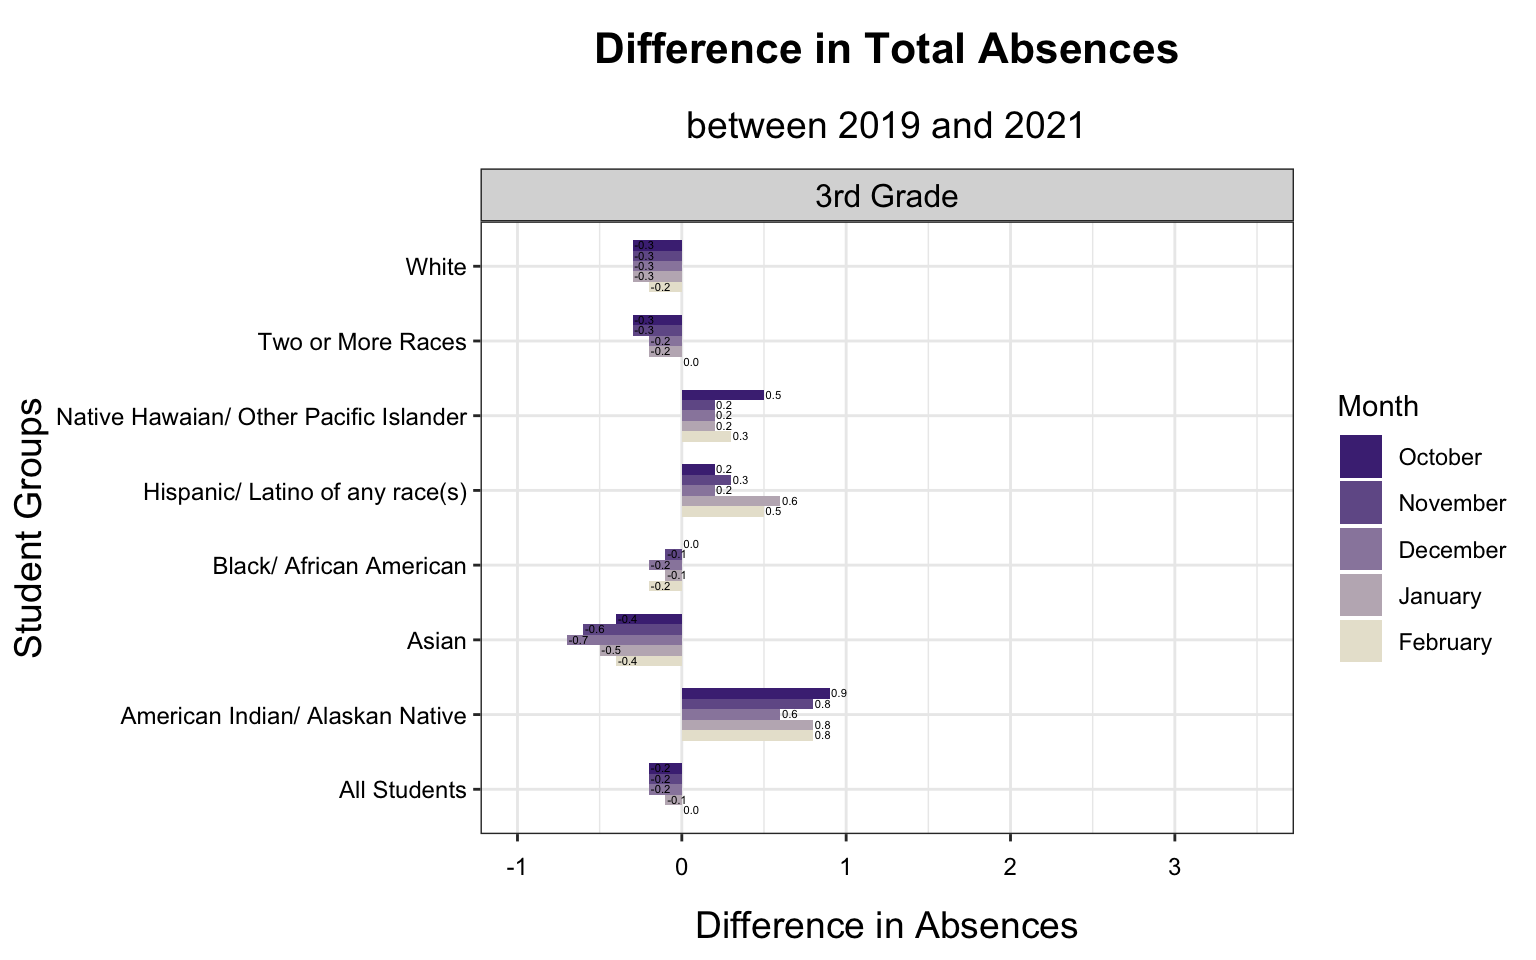 Difference in Total Absences
between 2019 and 2021
3rd Grade
Student Groups
White
-0.3
-0.3
-0.3
-0.3
-0.2
Two or More Races
-0.3
-0.3
-0.2
-0.2
0.0
Native Hawaian/ Other Pacific Islander
0.5
0.2
0.2
0.2
0.3
Hispanic/ Latino of any race(s)
0.2
0.3
0.2
0.6
0.5
Black/ African American
0.0
-0.1
-0.2
-0.1
-0.2
Asian
-0.4
-0.6
-0.7
-0.5
-0.4
American Indian/ Alaskan Native
0.9
0.8
0.6
0.8
0.8
All Students
-0.2
-0.2
-0.2
-0.1
0.0
-1 0 1 2 3
Difference in Absences
Month
October
November
December
January
February